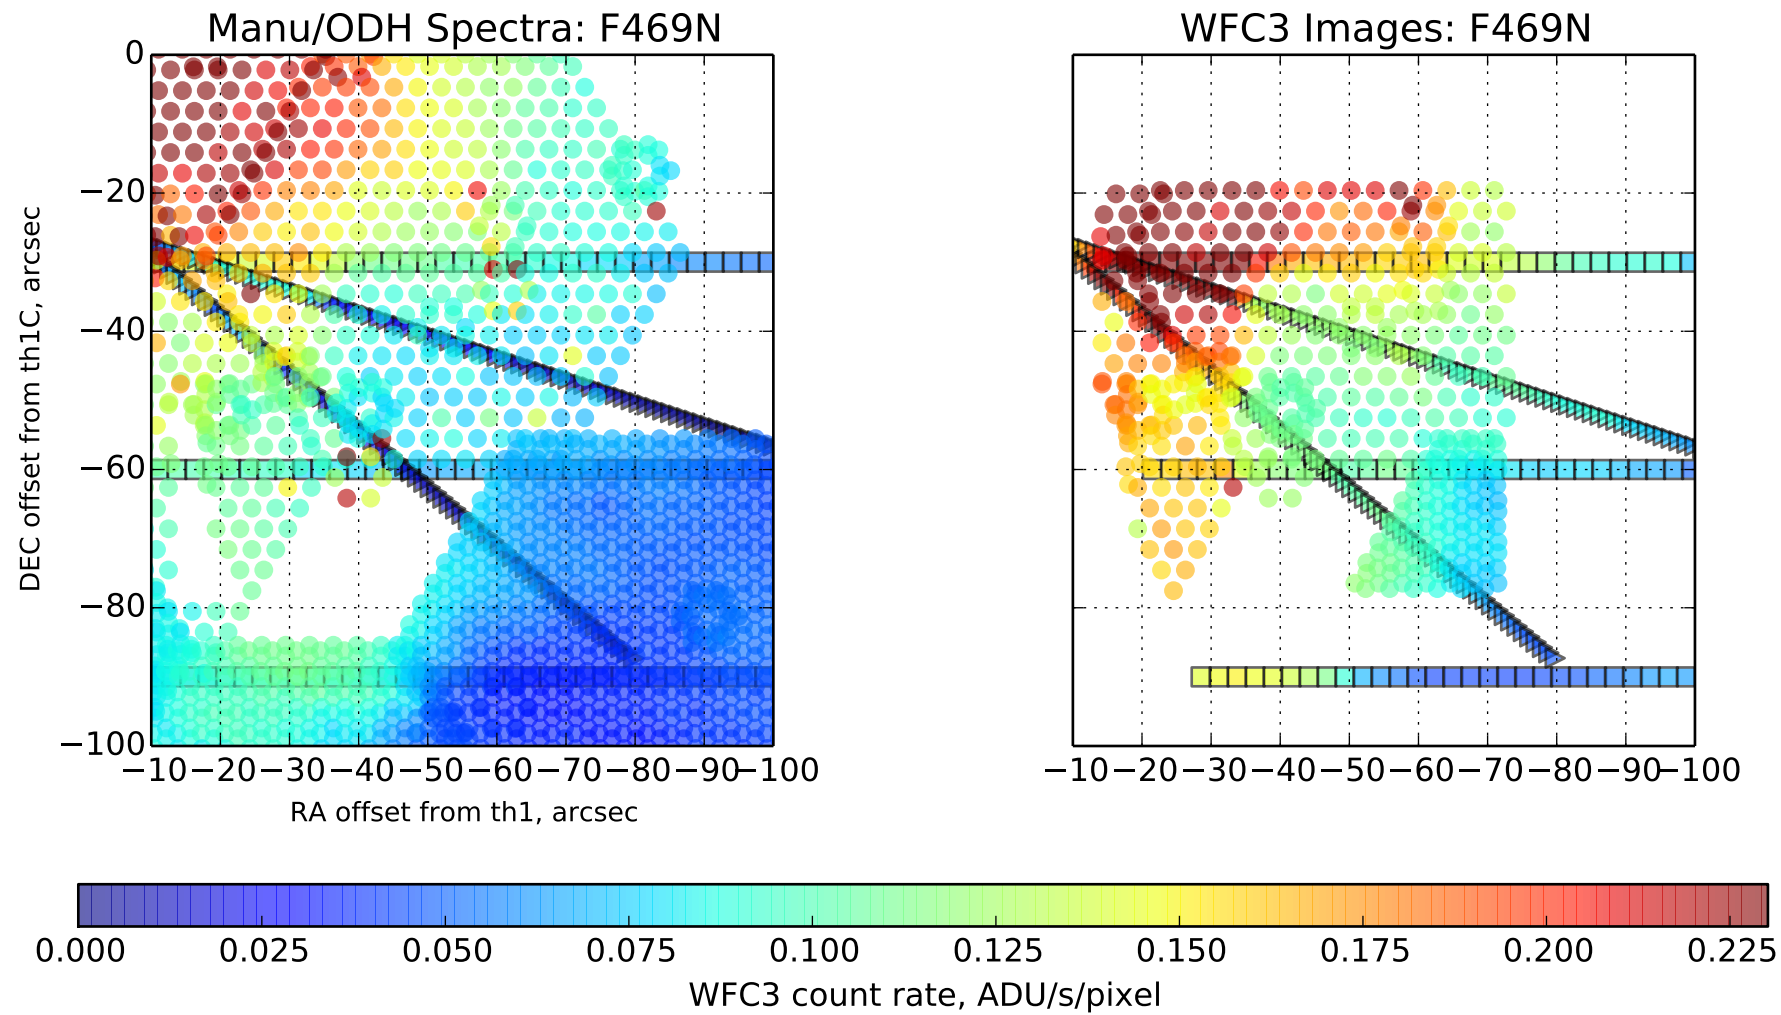 Manu/ODH Spectra: F469N
WFC3 Images: F469N
0
−20
−40
−60
−80
−100
DEC offset from th1C, arcsec
−10 −20 −30 −40 −50 −60 −70 −80 −90 −100
−10 −20 −30 −40 −50 −60 −70 −80 −90 −100
RA offset from th1, arcsec
0.000 0.025 0.050 0.075 0.100 0.125 0.150 0.175 0.200 0.225
WFC3 count rate, ADU/s/pixel